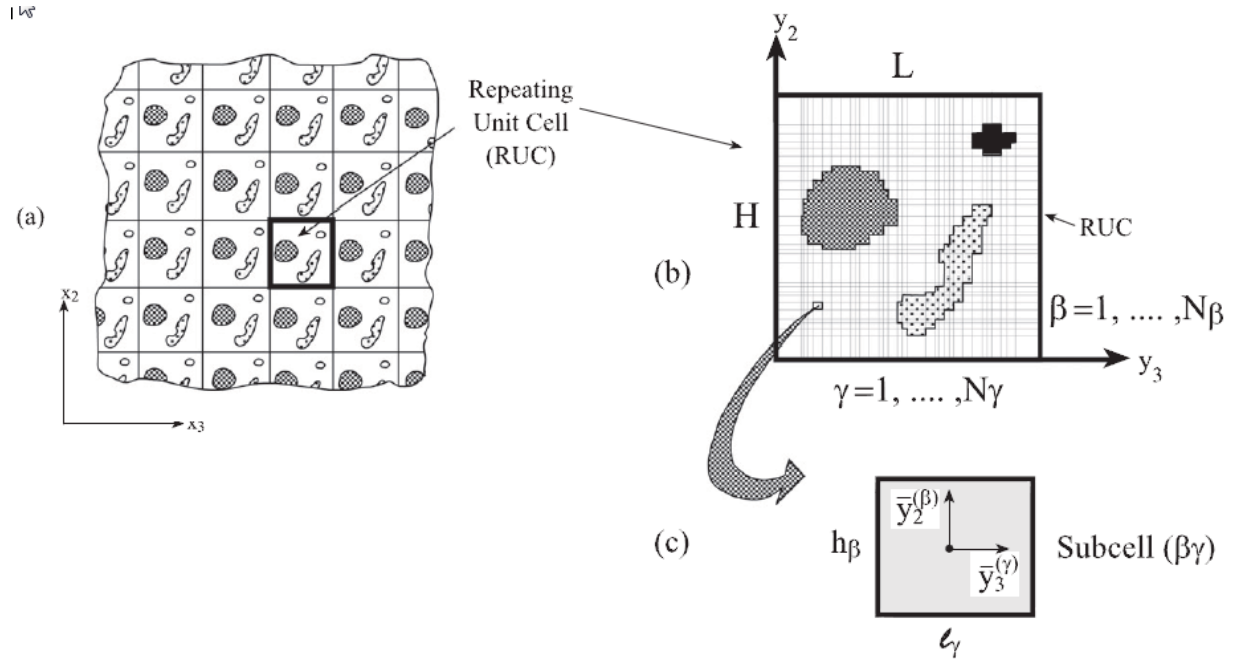 (a)
x₂
x₃
Repeating
Unit Cell
(RUC)
(b)
y₂
L
H
RUC
β=1, .... ,Nβ
y₃
γ=1, .... ,Nγ
(c)
hβ
ȳ₂^(β)
ȳ₃^(γ)
Subcell (βγ)
ℓγ